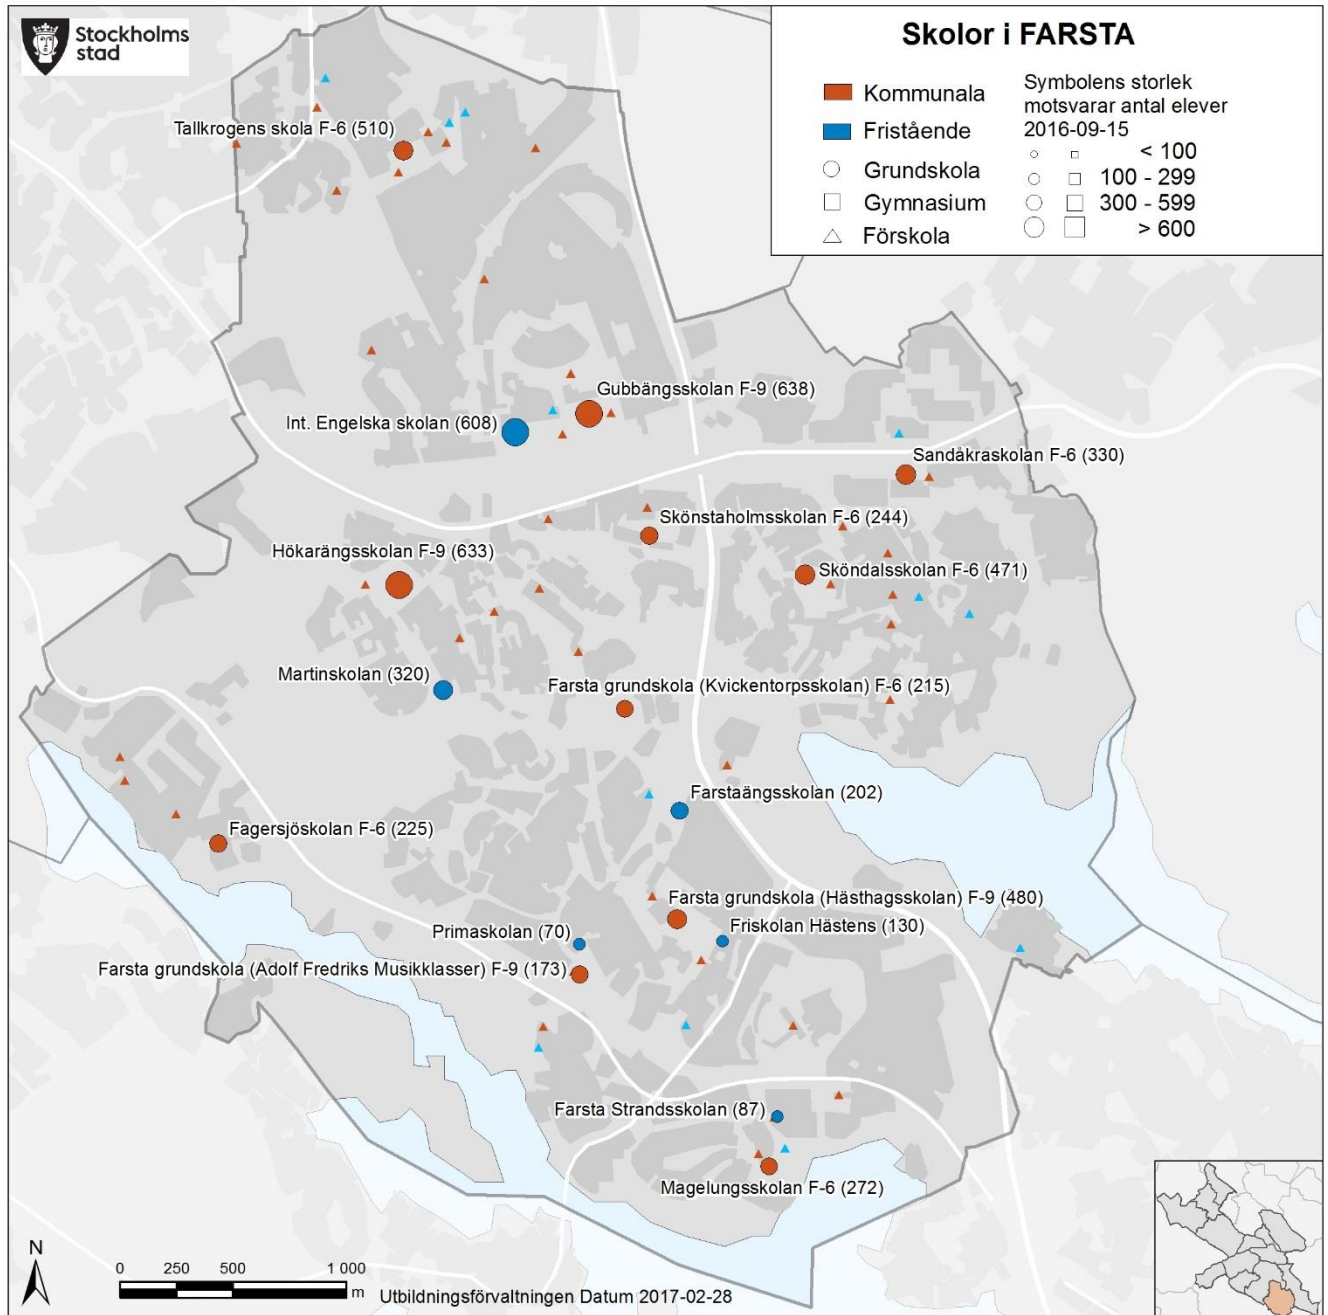 Stockholms
stad
Skolor i FARSTA
Kommunala
Fristående
Grundskola
Gymnasium
Förskola
Symbolens storlek
motsvarar antal elever
2016-09-15
< 100
100 - 299
300 - 599
> 600
Tallkrogens skola F-6 (510)
Gubbängsskolan F-9 (638)
Int. Engelska skolan (608)
Sandåkraskolan F-6 (330)
Skönstaholmsskolan F-6 (244)
Hökarängsskolan F-9 (633)
Sköndalsskolan F-6 (471)
Martinskolan (320)
Farsta grundskola (Kvickentorpsskolan) F-6 (215)
Farstaängsskolan (202)
Fagersjöskolan F-6 (225)
Farsta grundskola (Hästhagsskolan) F-9 (480)
Primaskolan (70)
Friskolan Hästens (130)
Farsta grundskola (Adolf Fredriks Musikklasser) F-9 (173)
Farsta Strandsskolan (87)
Magelungsskolan F-6 (272)
N
0 250 500 1 000
m
Utbildningsförvaltningen Datum 2017-02-28